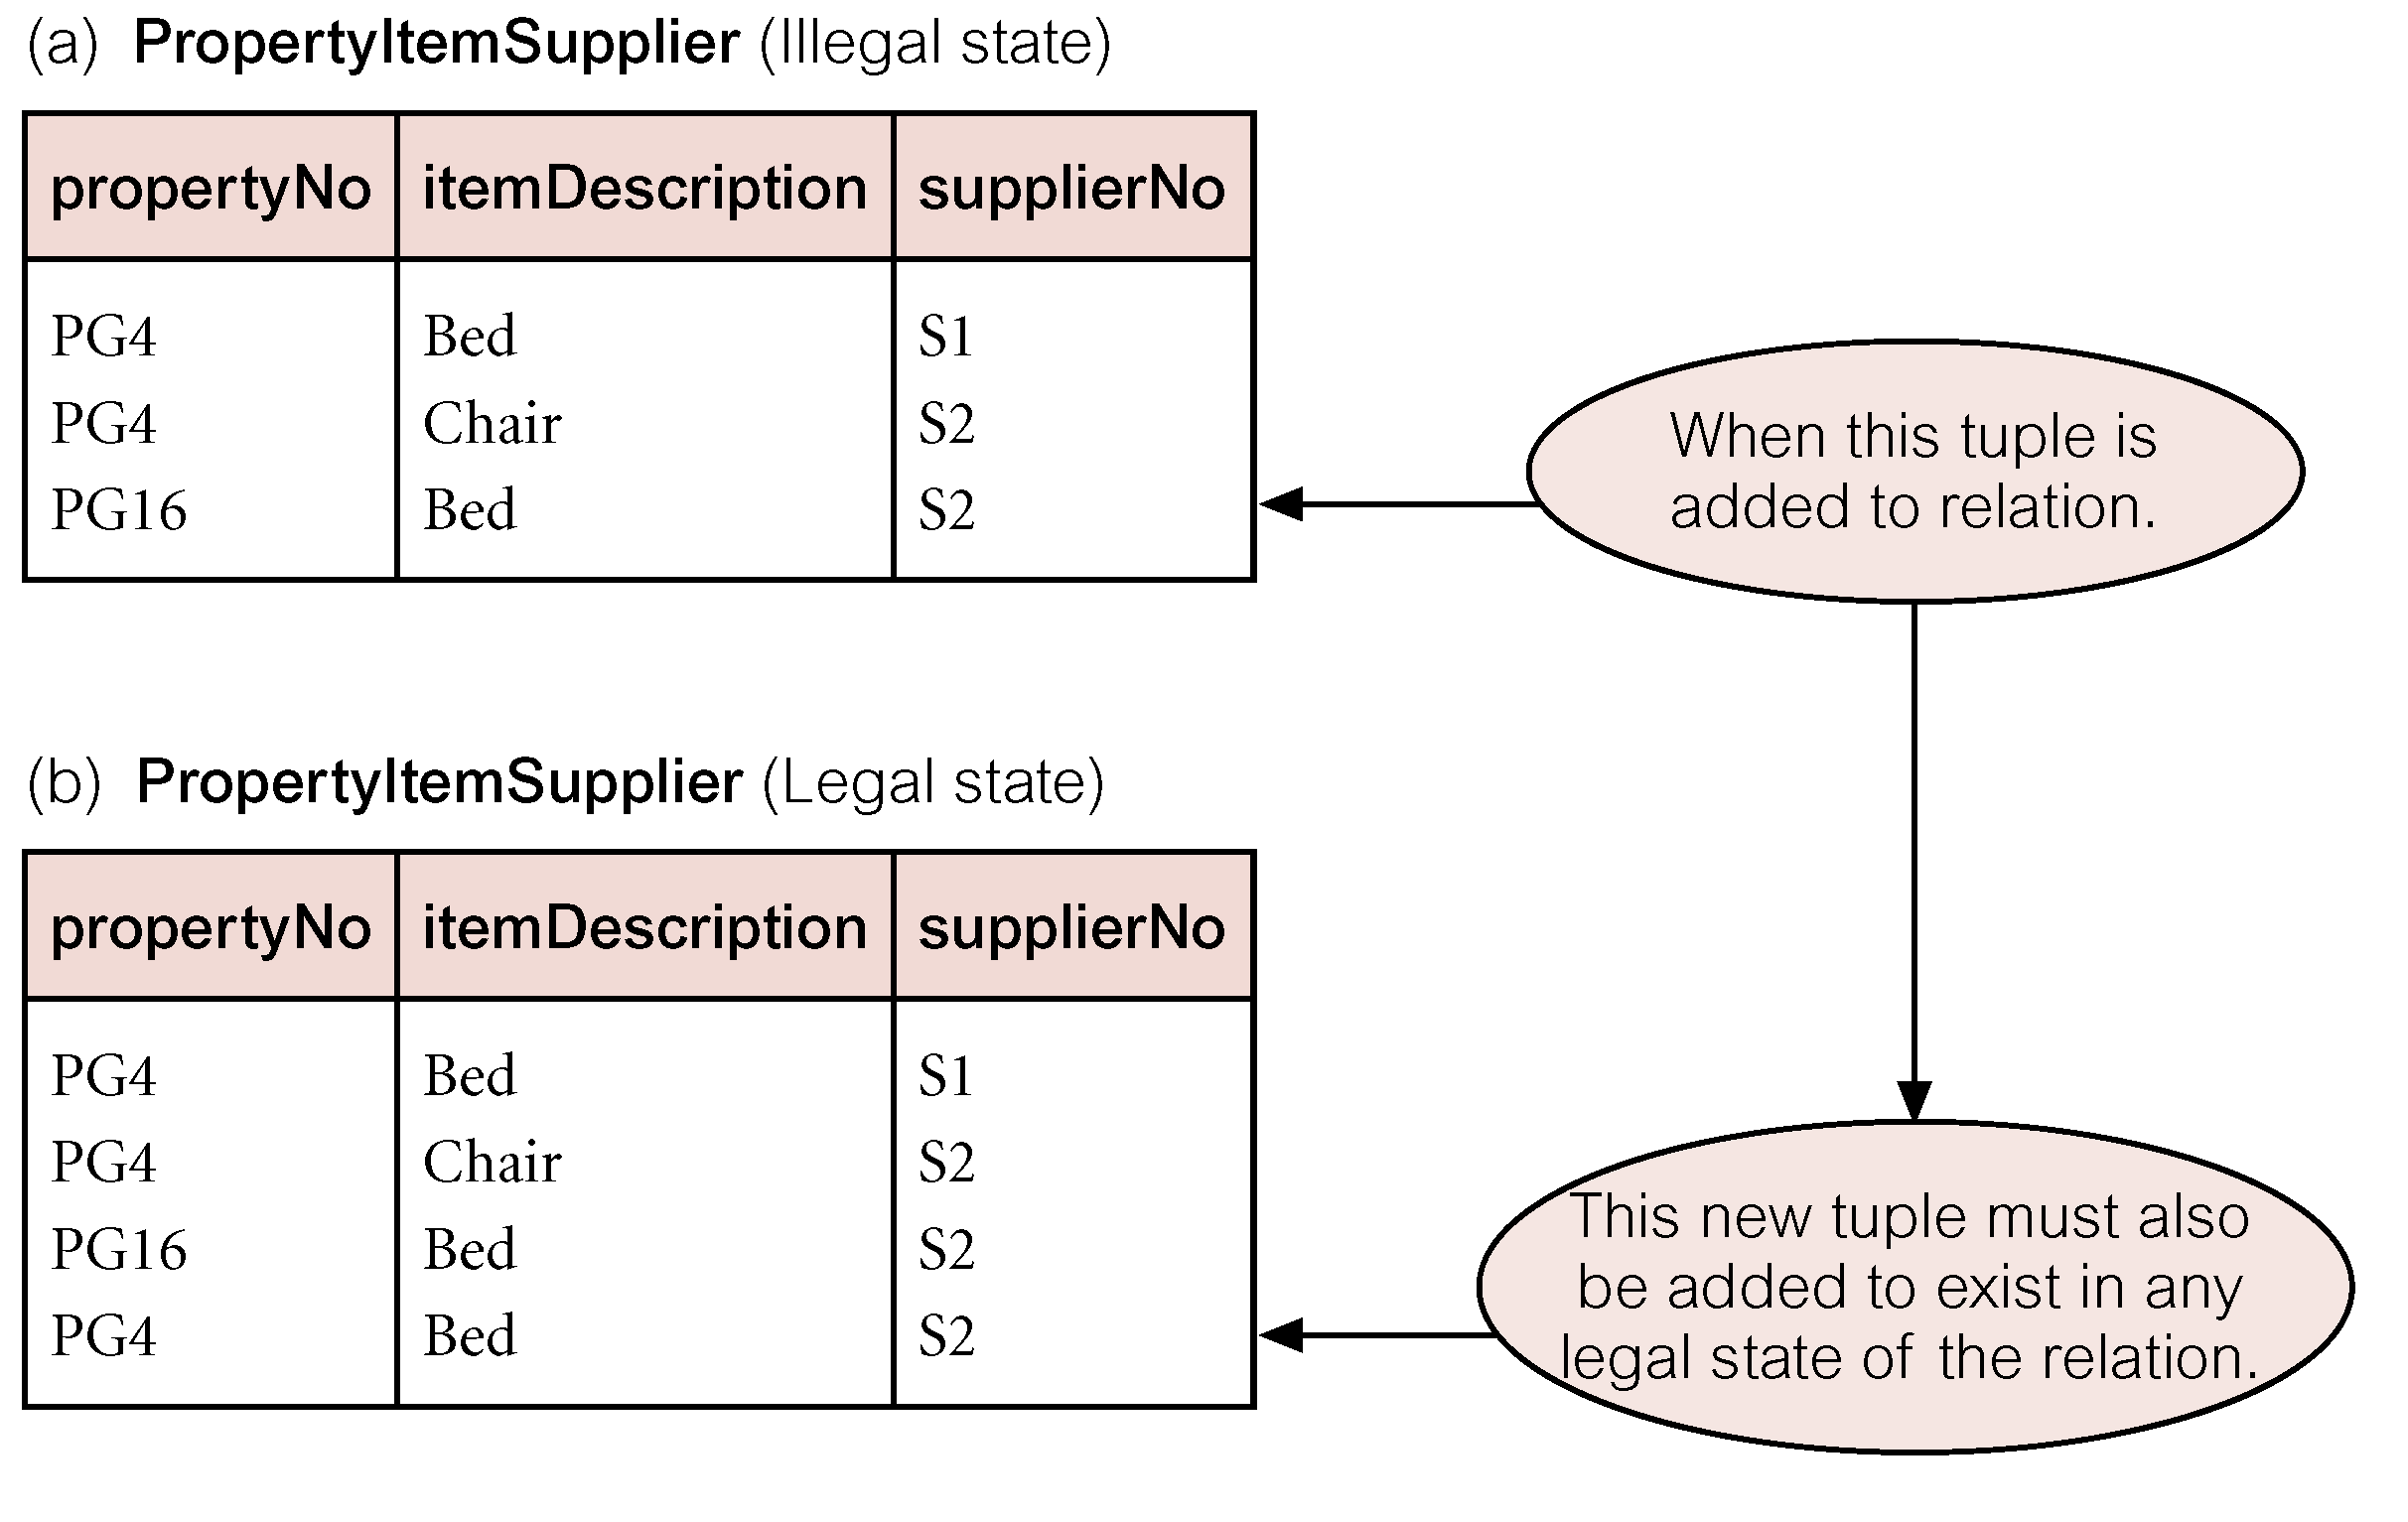 (a) PropertyItemSupplier (Illegal state)
propertyNo itemDescription supplierNo
PG4 Bed S1
PG4 Chair S2
PG16 Bed S2
When this tuple is
added to relation.
(b) PropertyItemSupplier (Legal state)
propertyNo itemDescription supplierNo
PG4 Bed S1
PG4 Chair S2
PG16 Bed S2
PG4 Bed S2
This new tuple must also
be added to exist in any
legal state of the relation.